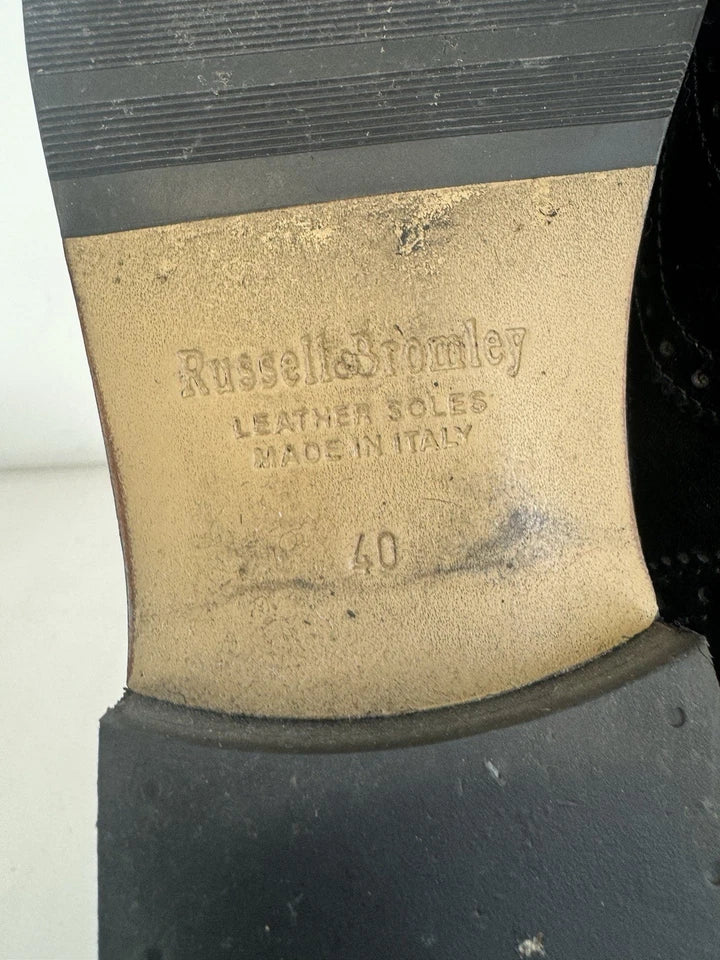 Russell&Bromley
LEATHER SOLES
MADE IN ITALY
40